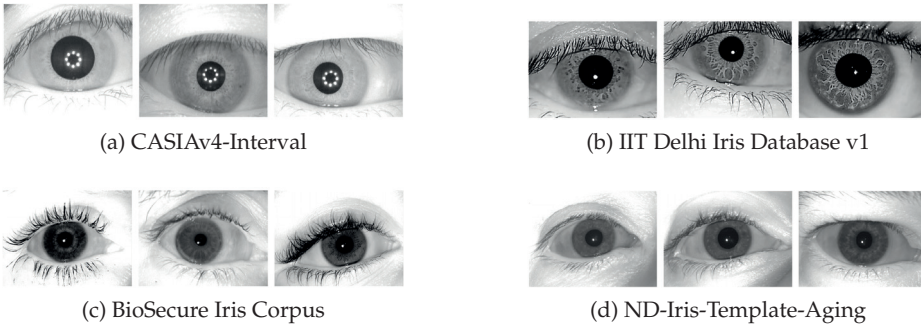 (a) CASIAv4-Interval
(b) IIT Delhi Iris Database v1
(c) BioSecure Iris Corpus
(d) ND-Iris-Template-Aging